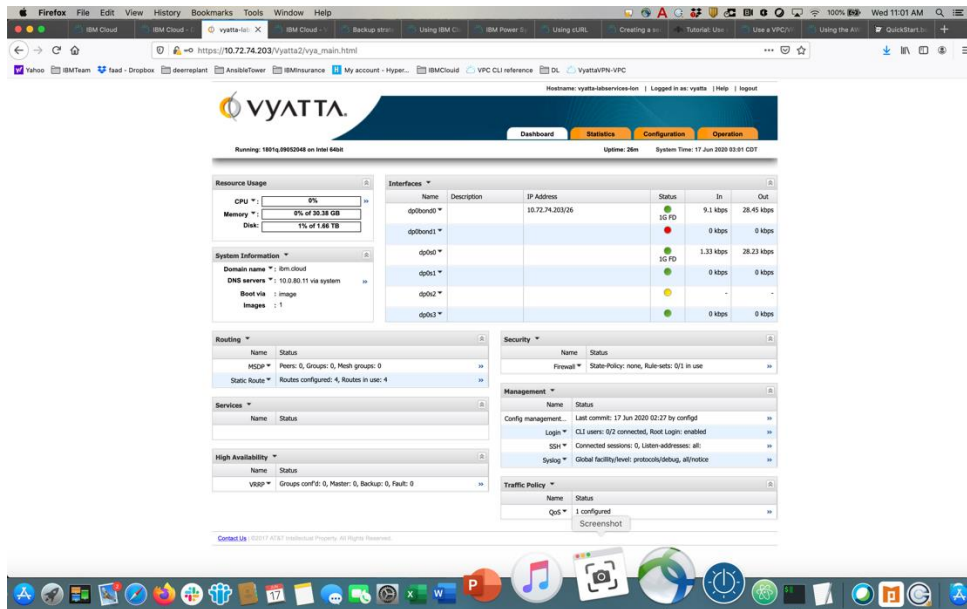 Firefox File Edit View History Bookmarks Tools Window Help 100% Wed 11:01 AM
IBM Cloud IBM Cloud - vyatta-lab IBM Cloud - V Backup strate Using IBM Clo IBM Power Sy Using cURL Creating a se Tutorial: Use Use a VPC/V Using the AW QuickStart.b
https://10.72.74.203/Vyatta2/vya_main.html
Yahoo IBMTeam faad - Dropbox deerreplant AnsibleTower IBMInsurance My account - Hyper... IBMClouid VPC CLI reference DL VyattaVPN-VPC
Hostname: vyatta-labservices-lon | Logged in as: vyatta | Help | logout
VYATTA.
Dashboard Statistics Configuration Operation
Running: 1801q.09052048 on Intel 64bit Uptime: 26m System Time: 17 Jun 2020 03:01 CDT
Resource Usage
CPU : 0%
Memory : 0% of 30.38 GB
Disk: 1% of 1.66 TB
System Information
Domain name : ibm.cloud
DNS servers : 10.0.80.11 via system
Boot via : image
Images : 1
Interfaces
Name Description IP Address Status In Out
dp0bond0 10.72.74.203/26 1G FD 9.1 kbps 28.45 kbps
dp0bond1 0 kbps 0 kbps
dp0s0 1G FD 1.33 kbps 28.23 kbps
dp0s1 0 kbps 0 kbps
dp0s2 - -
dp0s3 0 kbps 0 kbps
Routing
Name Status
MSDP Peers: 0, Groups: 0, Mesh groups: 0
Static Route Routes configured: 4, Routes in use: 4
Services
Name Status
High Availability
Name Status
VRRP Groups conf'd: 0, Master: 0, Backup: 0, Fault: 0
Security
Name Status
Firewall State-Policy: none, Rule-sets: 0/1 in use
Management
Name Status
Config management... Last commit: 17 Jun 2020 02:27 by configd
Login CLI users: 0/2 connected, Root Login: enabled
SSH Connected sessions: 0, Listen-addresses: all:
Syslog Global facility/level: protocols/debug, all/notice
Traffic Policy
Name Status
QoS 1 configured
Screenshot
Contact Us | ©2017 AT&T Intellectual Property. All Rights Reserved.
JUN
17